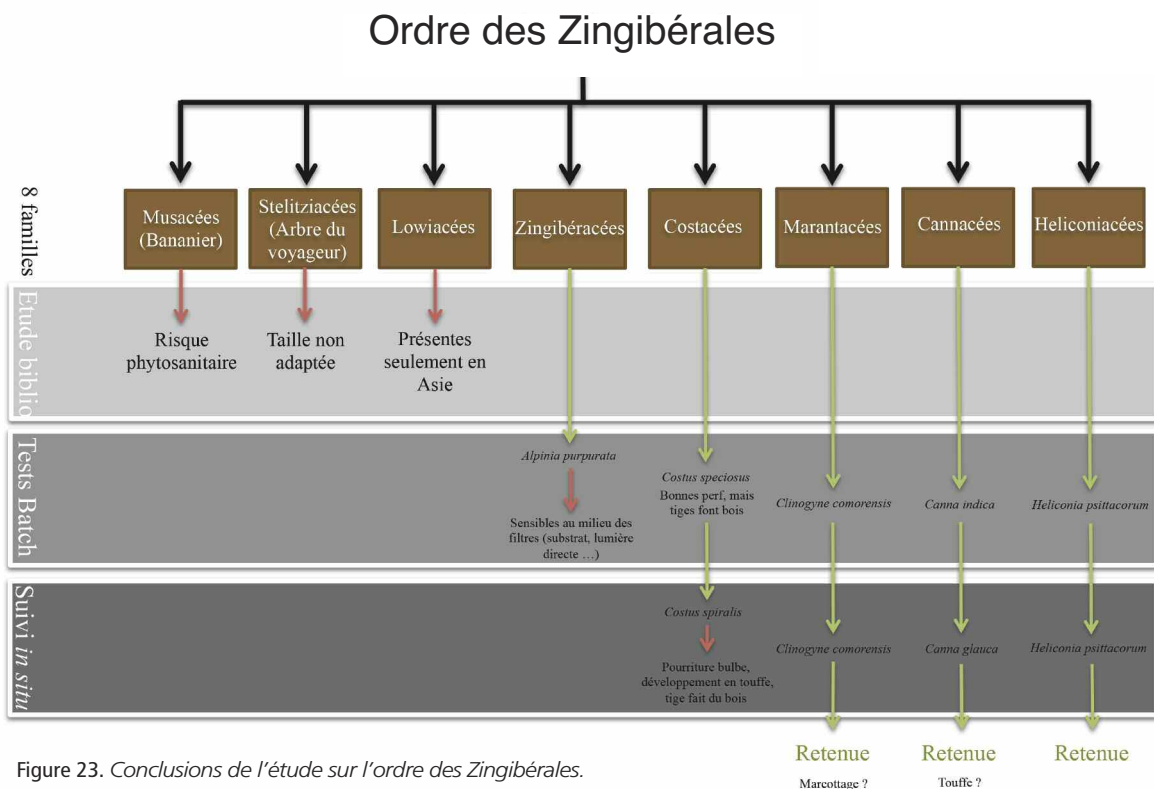 Ordre des Zingibérales
8 familles
Musacées
(Bananier)
Stelitziacées
(Arbre du
voyageur)
Lowiacées
Zingibéracées
Costacées
Marantacées
Cannacées
Heliconiacées
Etude biblio
Risque
phytosanitaire
Taille non
adaptée
Présentes
seulement en
Asie
Tests Batch
Alpinia purpurata
Sensibles au milieu des
filtres (substrat, lumière
directe …)
Costus speciosus
Bonnes perf, mais
tiges font bois
Clinogyne comorensis
Canna indica
Heliconia psittacorum
Suivi in situ
Costus spiralis
Pourriture bulbe,
développement en touffe,
tige fait du bois
Clinogyne comorensis
Canna glauca
Heliconia psittacorum
Retenue
Marcottage ?
Retenue
Touffe ?
Retenue
Figure 23. Conclusions de l'étude sur l'ordre des Zingibérales.